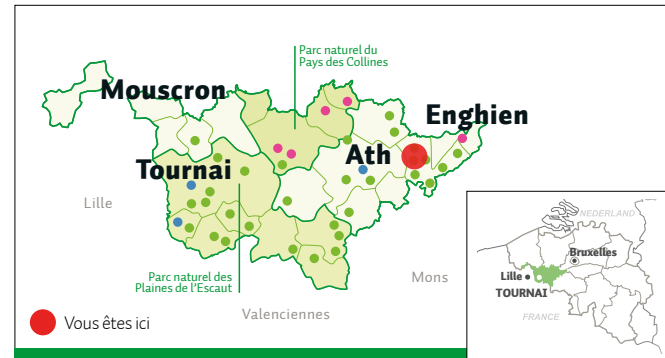 Parc naturel du
Pays des Collines
Mouscron
Enghien
Tournai
Ath
Lille
Parc naturel des
Plaines de l'Escaut
Mons
Valenciennes
Vous êtes ici
NEDERLAND
Bruxelles
Lille
TOURNAI
FRANCE